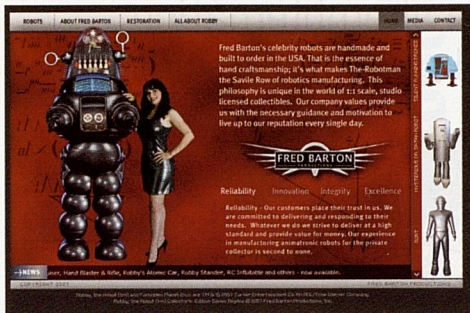 ROBOTS ABOUT FRED BARTON RESTORATION ALL ABOUT ROBBY HOME MEDIA CONTACT
Fred Barton's celebrity robots are handmade and
built to order in the USA. That is the essence of
hand craftsmanship; it's what makes The-Robotman
the Savile Row of robotics manufacturing. This
philosophy is unique in the world of 1:1 scale, studio
licensed collectibles. Our company values provide
us with the necessary guidance and motivation to
live up to our reputation every single day.
FRED BARTON
PRODUCTIONS
Reliability Innovation Integrity Excellence
Reliability - Our customers place their trust in us. We
are committed to delivering and responding to their
needs. Whatever we do we strive to deliver at a high
standard and provide value for money. Our experience
in manufacturing animatronic robots for the private
collector is second to none.
GORT
NEWS Hand Blaster & Rifle, Robby's Atomic Car, Robby Stander, RC Inflatable and others - now available.
COPYRIGHT FRED BARTON PRODUCTIONS